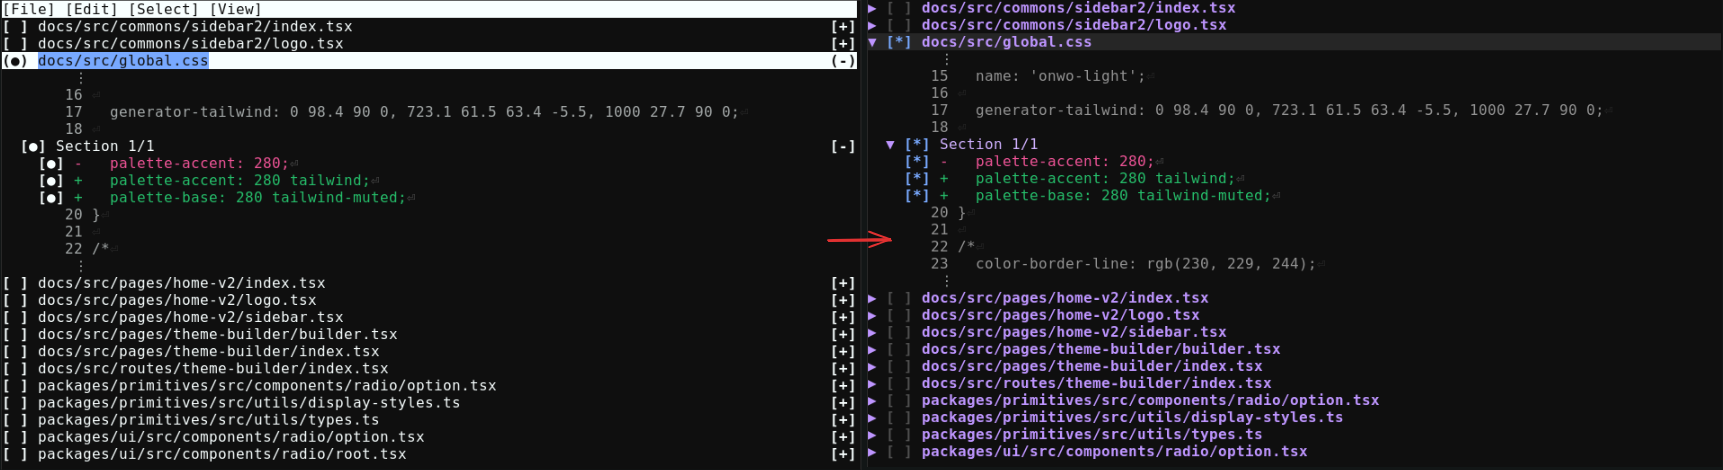 [File] [Edit] [Select] [View]
[ ] docs/src/commons/sidebar2/index.tsx [+]
[ ] docs/src/commons/sidebar2/logo.tsx [+]
(●) docs/src/global.css (-)
⋮
16 ⏎
17 generator-tailwind: 0 98.4 90 0, 723.1 61.5 63.4 -5.5, 1000 27.7 90 0;⏎
18 ⏎
[●] Section 1/1 [-]
[●] - palette-accent: 280;⏎
[●] + palette-accent: 280 tailwind;⏎
[●] + palette-base: 280 tailwind-muted;⏎
20 }⏎
21 ⏎
22 /*⏎
⋮
[ ] docs/src/pages/home-v2/index.tsx [+]
[ ] docs/src/pages/home-v2/logo.tsx [+]
[ ] docs/src/pages/home-v2/sidebar.tsx [+]
[ ] docs/src/pages/theme-builder/builder.tsx [+]
[ ] docs/src/pages/theme-builder/index.tsx [+]
[ ] docs/src/routes/theme-builder/index.tsx [+]
[ ] packages/primitives/src/components/radio/option.tsx [+]
[ ] packages/primitives/src/utils/display-styles.ts [+]
[ ] packages/primitives/src/utils/types.ts [+]
[ ] packages/ui/src/components/radio/option.tsx [+]
[ ] packages/ui/src/components/radio/root.tsx [+]
▶ [ ] docs/src/commons/sidebar2/index.tsx
▶ [ ] docs/src/commons/sidebar2/logo.tsx
▼ [*] docs/src/global.css
⋮
15 name: 'onwo-light';⏎
16 ⏎
17 generator-tailwind: 0 98.4 90 0, 723.1 61.5 63.4 -5.5, 1000 27.7 90 0;⏎
18 ⏎
▼ [*] Section 1/1
[*] - palette-accent: 280;⏎
[*] + palette-accent: 280 tailwind;⏎
[*] + palette-base: 280 tailwind-muted;⏎
20 }⏎
21 ⏎
22 /*⏎
23 color-border-line: rgb(230, 229, 244);⏎
⋮
▶ [ ] docs/src/pages/home-v2/index.tsx
▶ [ ] docs/src/pages/home-v2/logo.tsx
▶ [ ] docs/src/pages/home-v2/sidebar.tsx
▶ [ ] docs/src/pages/theme-builder/builder.tsx
▶ [ ] docs/src/pages/theme-builder/index.tsx
▶ [ ] docs/src/routes/theme-builder/index.tsx
▶ [ ] packages/primitives/src/components/radio/option.tsx
▶ [ ] packages/primitives/src/utils/display-styles.ts
▶ [ ] packages/primitives/src/utils/types.ts
▶ [ ] packages/ui/src/components/radio/option.tsx